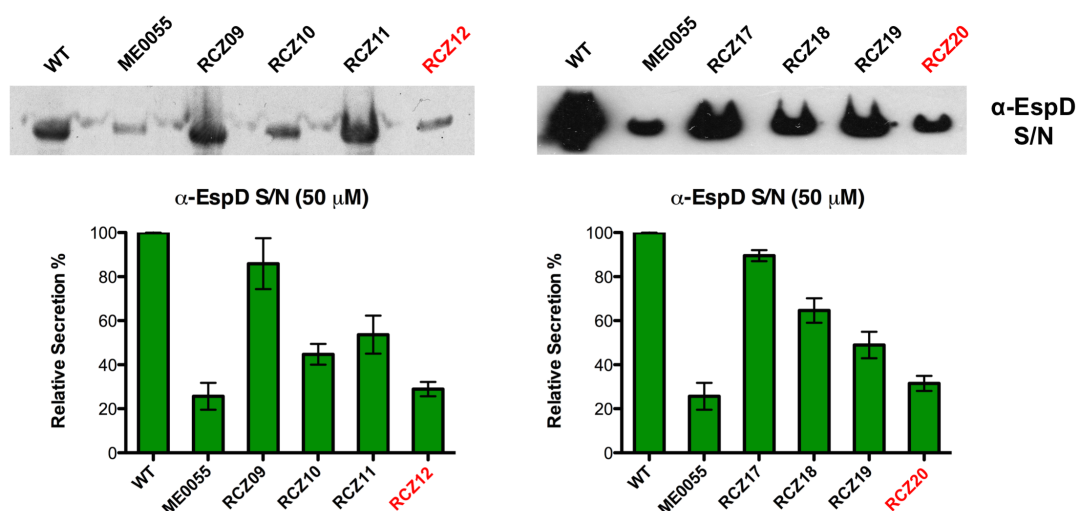 WT ME0055 RCZ09 RCZ10 RCZ11 RCZ12
WT ME0055 RCZ17 RCZ18 RCZ19 RCZ20
α-EspD
S/N
α-EspD S/N (50 μM)
Relative Secretion %
100
80
60
40
20
0
WT ME0055 RCZ09 RCZ10 RCZ11 RCZ12
α-EspD S/N (50 μM)
Relative Secretion %
100
80
60
40
20
0
WT ME0055 RCZ17 RCZ18 RCZ19 RCZ20